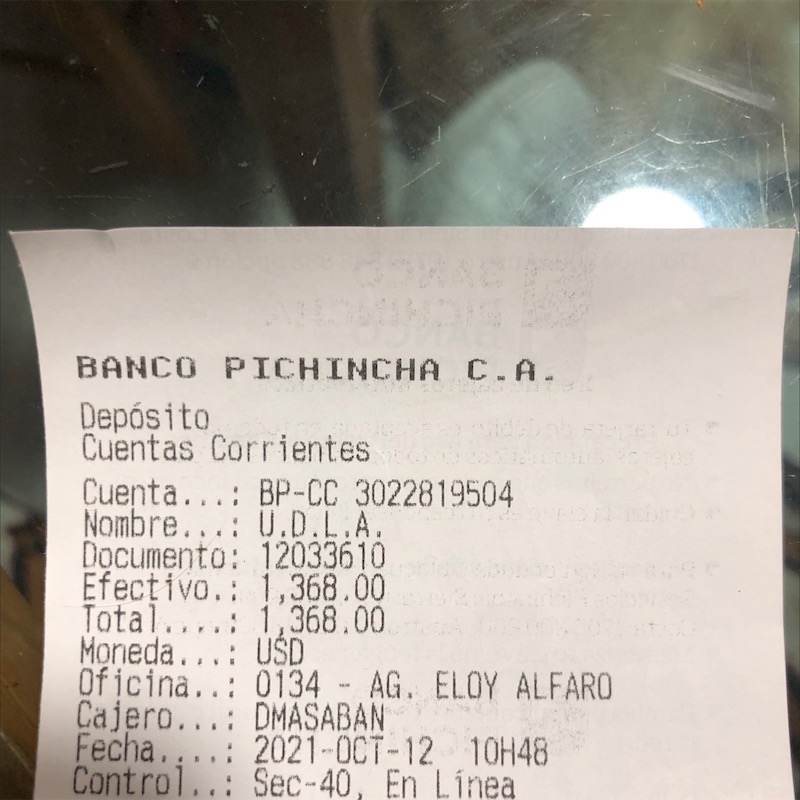 BANCO PICHINCHA C.A.
Depósito
Cuentas Corrientes
Cuenta...: BP-CC 3022819504
Nombre...: U.D.L.A.
Documento: 12033610
Efectivo.: 1,368.00
Total....: 1,368.00
Moneda...: USD
Oficina..: 0134 - AG. ELOY ALFARO
Cajero...: DMASABAN
Fecha....: 2021-OCT-12 10H48
Control..: Sec-40, En Línea